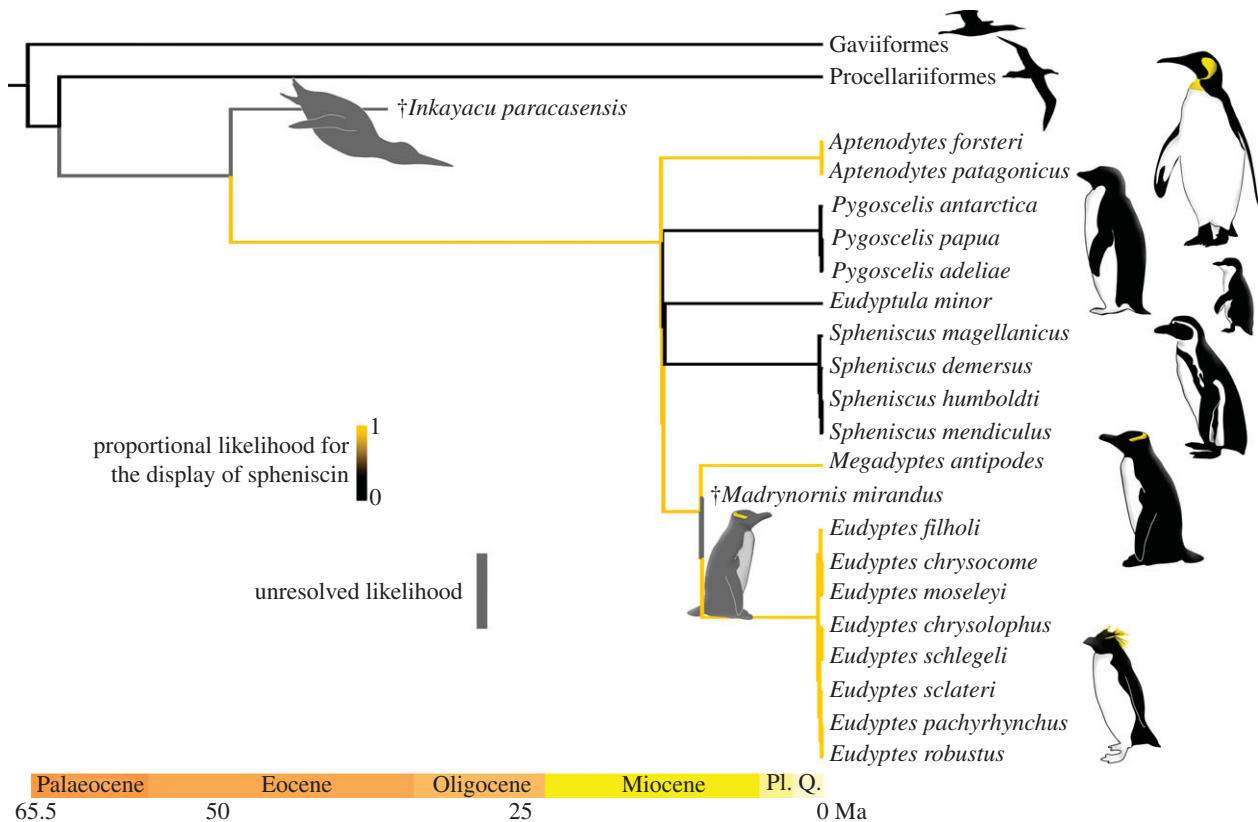 Gaviiformes
Procellariiformes
†Inkayacu paracasensis
Aptenodytes forsteri
Aptenodytes patagonicus
Pygoscelis antarctica
Pygoscelis papua
Pygoscelis adeliae
Eudyptula minor
Spheniscus magellanicus
Spheniscus demersus
Spheniscus humboldti
Spheniscus mendiculus
Megadyptes antipodes
†Madrynornis mirandus
Eudyptes filholi
Eudyptes chrysocome
Eudyptes moseleyi
Eudyptes chrysolophus
Eudyptes schlegeli
Eudyptes sclateri
Eudyptes pachyrhynchus
Eudyptes robustus
proportional likelihood for
the display of spheniscin
1
0
unresolved likelihood
Palaeocene Eocene Oligocene Miocene Pl. Q.
65.5 50 25 0 Ma